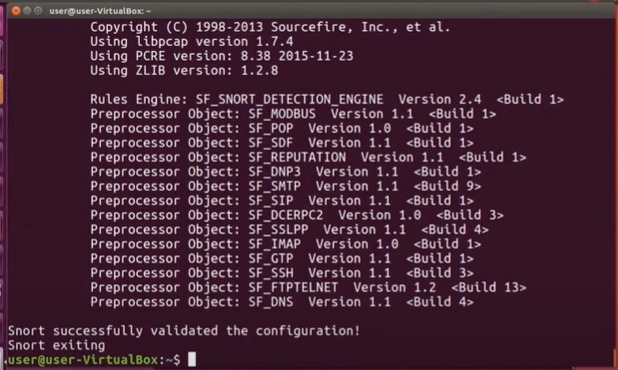 user@user-VirtualBox: ~
Copyright (C) 1998-2013 Sourcefire, Inc., et al.
Using libpcap version 1.7.4
Using PCRE version: 8.38 2015-11-23
Using ZLIB version: 1.2.8
Rules Engine: SF_SNORT_DETECTION_ENGINE  Version 2.4  <Build 1>
Preprocessor Object: SF_MODBUS  Version 1.1  <Build 1>
Preprocessor Object: SF_POP  Version 1.0  <Build 1>
Preprocessor Object: SF_SDF  Version 1.1  <Build 1>
Preprocessor Object: SF_REPUTATION  Version 1.1  <Build 1>
Preprocessor Object: SF_DNP3  Version 1.1  <Build 1>
Preprocessor Object: SF_SMTP  Version 1.1  <Build 9>
Preprocessor Object: SF_SIP  Version 1.1  <Build 1>
Preprocessor Object: SF_DCERPC2  Version 1.0  <Build 3>
Preprocessor Object: SF_SSLPP  Version 1.1  <Build 4>
Preprocessor Object: SF_IMAP  Version 1.0  <Build 1>
Preprocessor Object: SF_GTP  Version 1.1  <Build 1>
Preprocessor Object: SF_SSH  Version 1.1  <Build 3>
Preprocessor Object: SF_FTPTELNET  Version 1.2  <Build 13>
Preprocessor Object: SF_DNS  Version 1.1  <Build 4>
Snort successfully validated the configuration!
Snort exiting
user@user-VirtualBox:~$